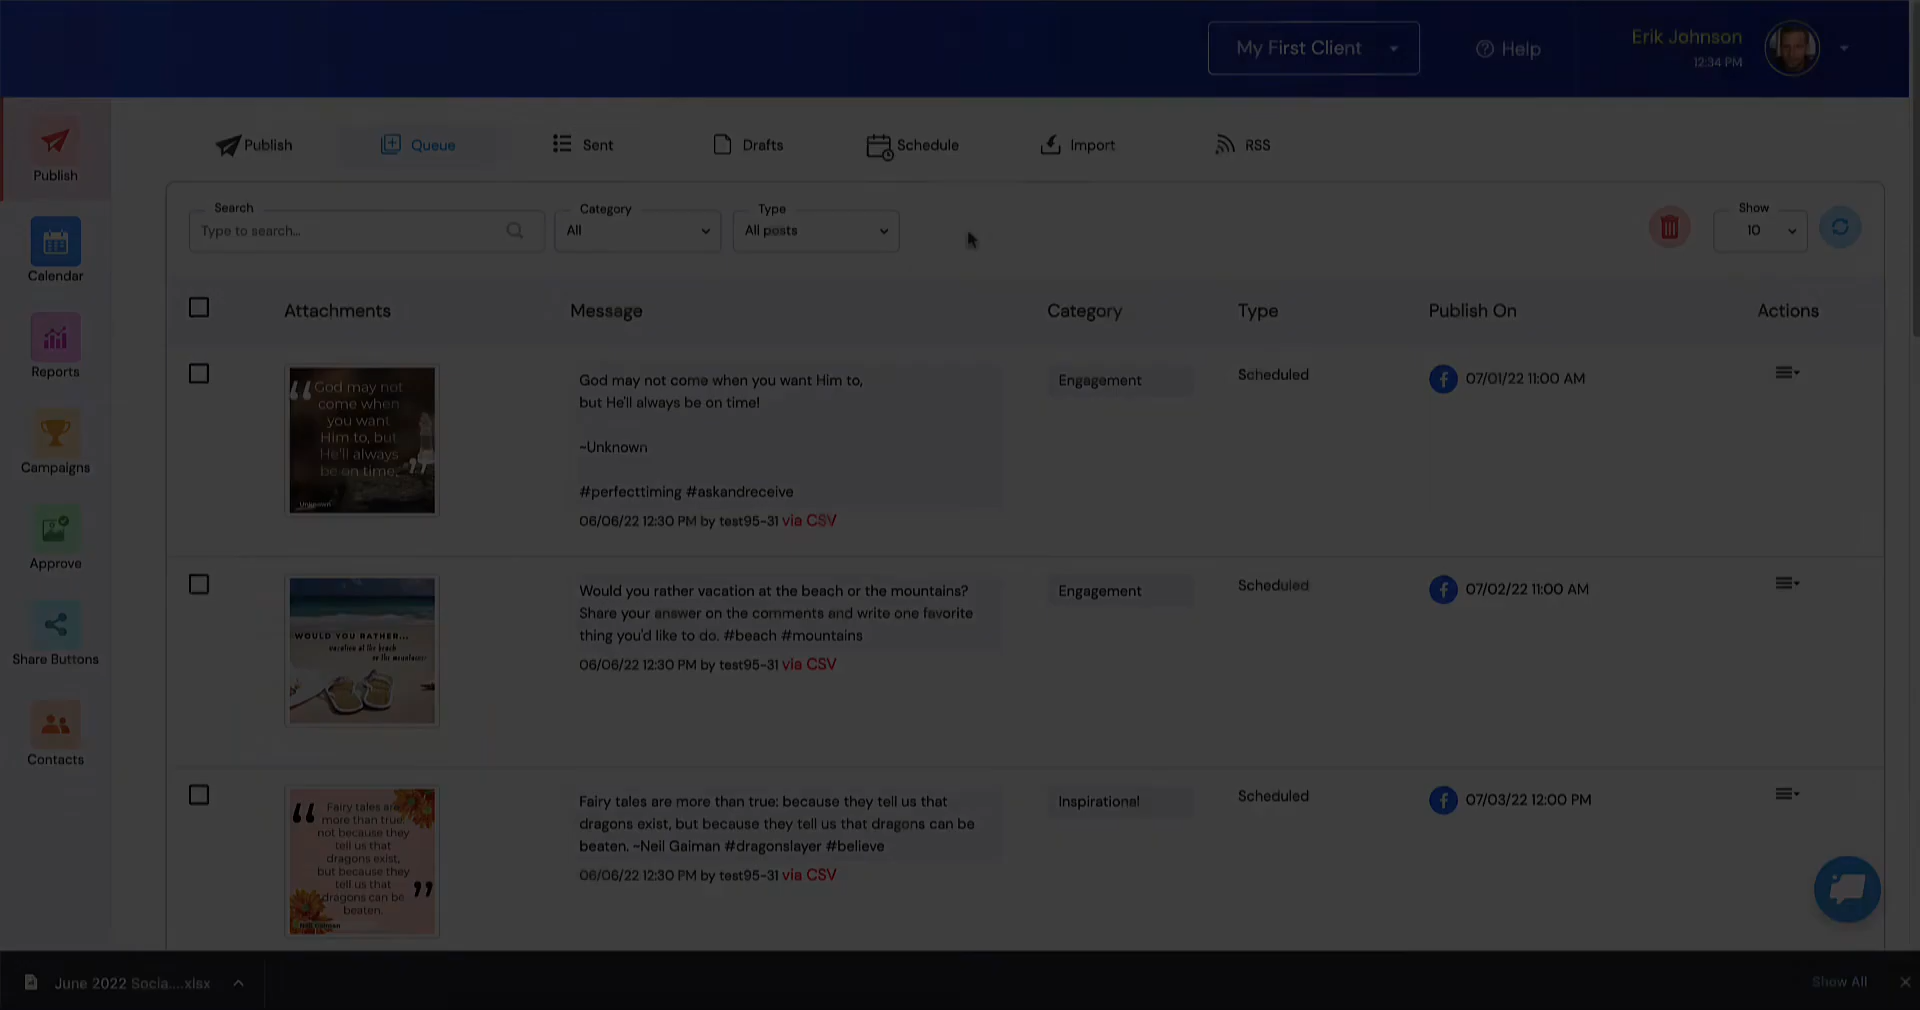 My First Client
Help
Erik Johnson
12:34 PM
Publish
Queue
Sent
Drafts
Schedule
Import
RSS
Publish
Calendar
Reports
Campaigns
Approve
Share Buttons
Contacts
Search
Type to search...
Category
All
Type
All posts
Show
10
Attachments
Message
Category
Type
Publish On
Actions
God may not
come when
you want
Him to, but
He'll always
be on time.
Unknown
God may not come when you want Him to,
but He'll always be on time!
~Unknown
#perfecttiming #askandreceive
06/06/22 12:30 PM by test95-31 via CSV
Engagement
Scheduled
07/01/22 11:00 AM
WOULD YOU RATHER...
vacation at the beach
or the mountains
Would you rather vacation at the beach or the mountains?
Share your answer on the comments and write one favorite
thing you'd like to do. #beach #mountains
06/06/22 12:30 PM by test95-31 via CSV
Engagement
Scheduled
07/02/22 11:00 AM
Fairy tales are
more than true:
not because they
tell us that
dragons exist,
but because they
tell us that
dragons can be
beaten.
Neil Gaiman
Fairy tales are more than true: because they tell us that
dragons exist, but because they tell us that dragons can be
beaten. ~Neil Gaiman #dragonslayer #believe
06/06/22 12:30 PM by test95-31 via CSV
Inspirational
Scheduled
07/03/22 12:00 PM
June 2022 Socia....xlsx
Show All